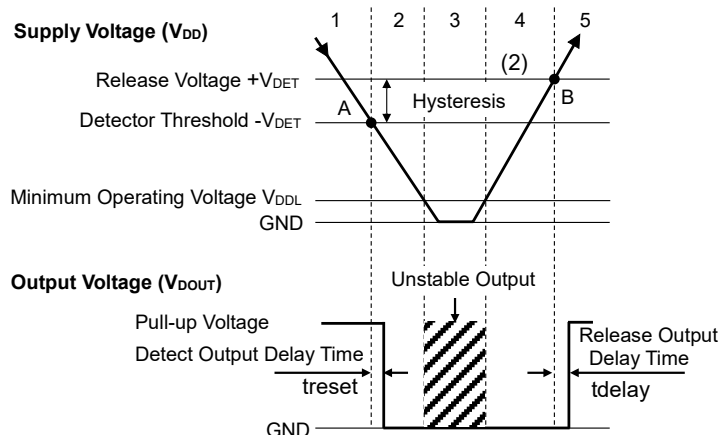 1 2 3 4 5
Supply Voltage (VDD)
(2)
Release Voltage +VDET
Hysteresis
A
B
Detector Threshold -VDET
Minimum Operating Voltage VDDL
GND
Output Voltage (VDOUT)
Unstable Output
Pull-up Voltage
Release Output
Detect Output Delay Time
Delay Time
treset
tdelay
GND